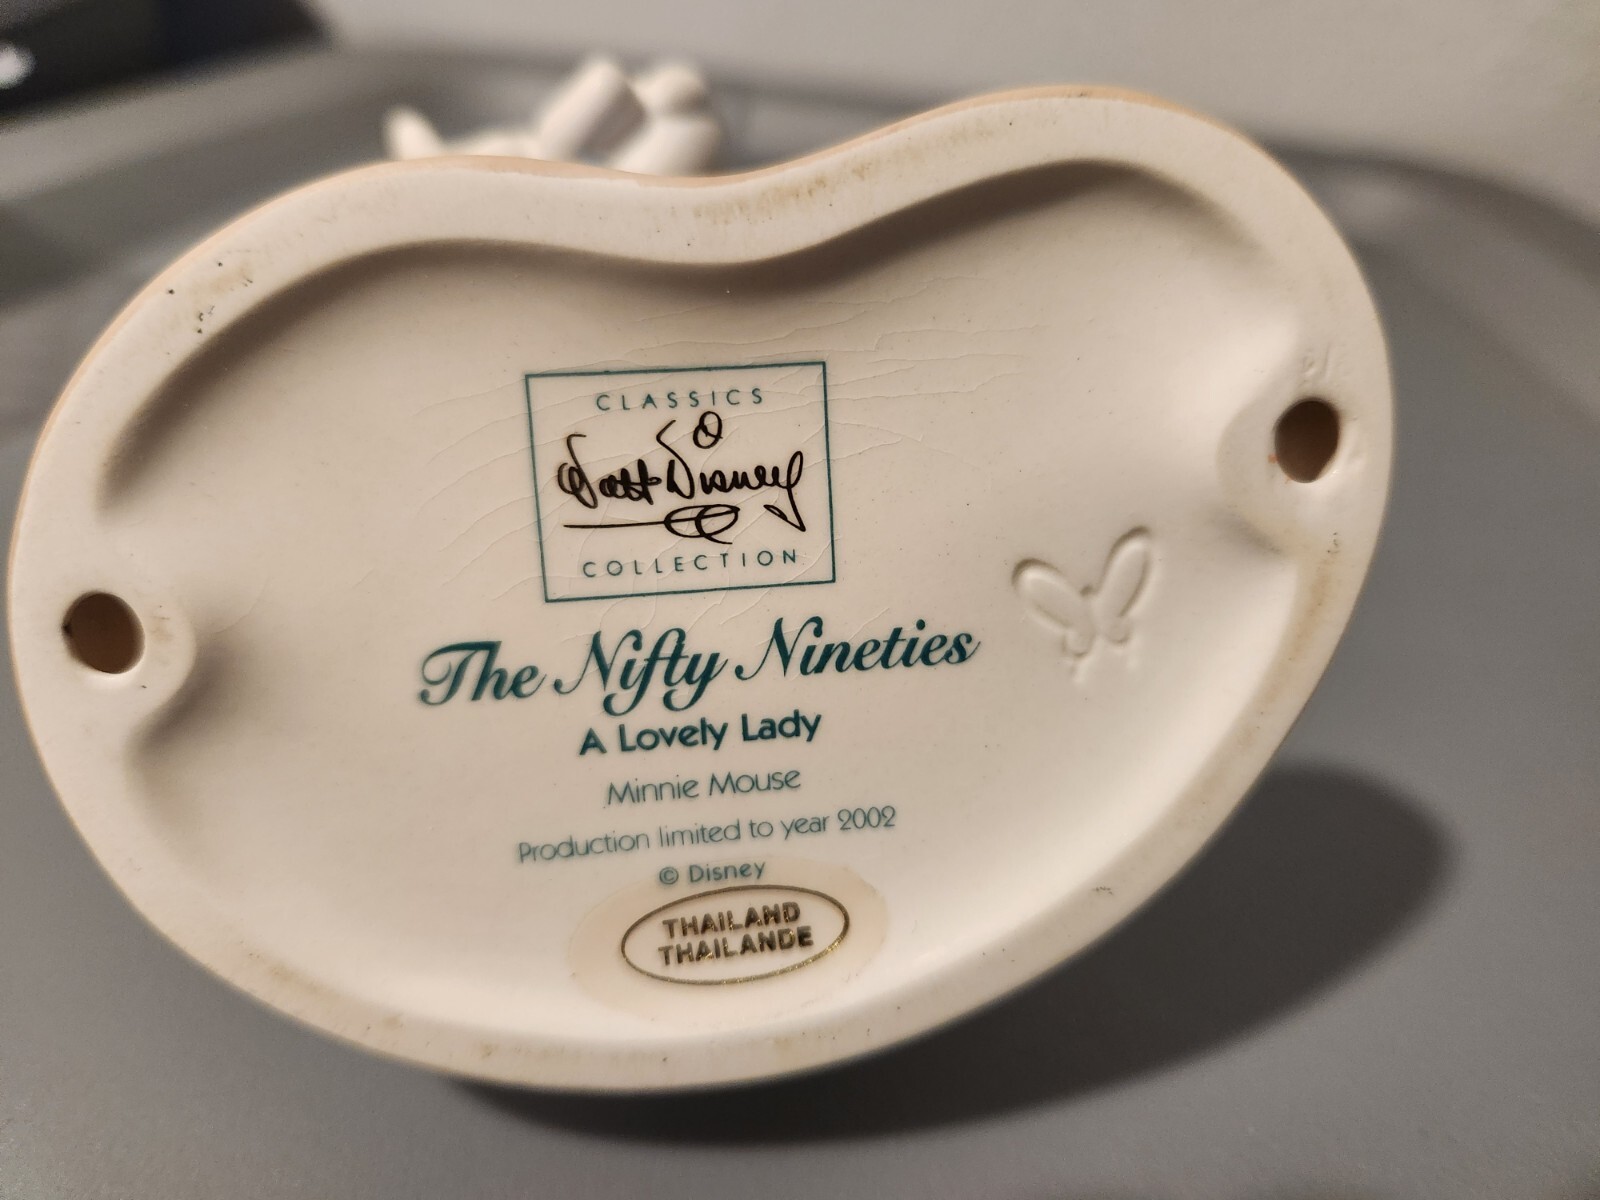 CLASSICS
Walt Disney
COLLECTION
The Nifty Nineties
A Lovely Lady
Minnie Mouse
Production limited to year 2002
© Disney
THAILAND
THAILANDE